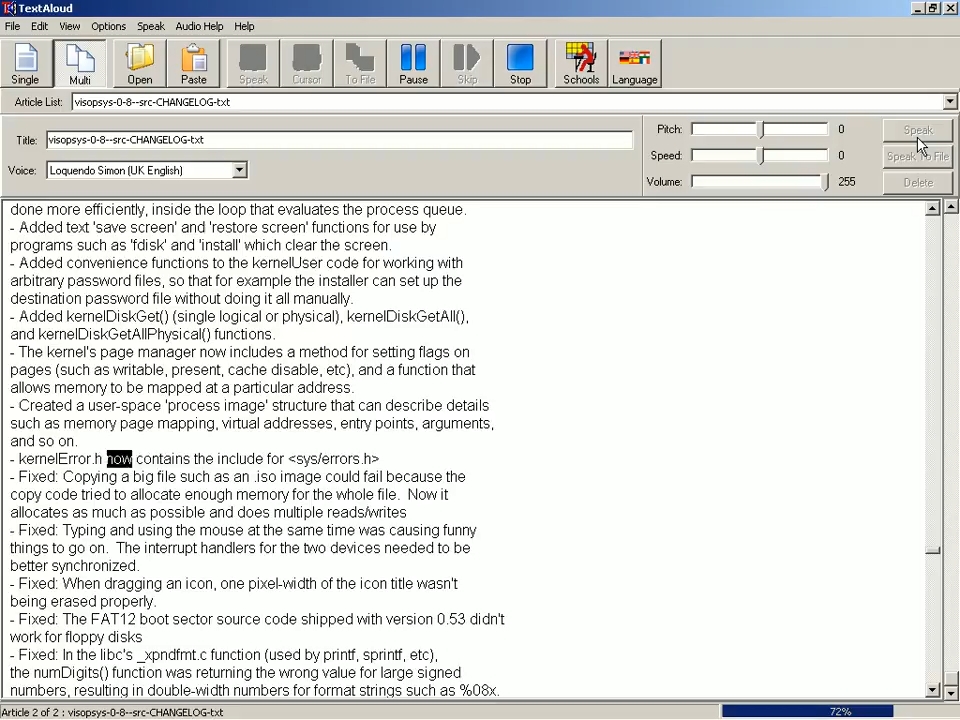 TextAloud
File Edit View Options Speak Audio Help Help
Single Multi Open Paste Speak Cursor To File Pause Skip Stop Schools Language
Article List: visopsys-0-8--src-CHANGELOG-txt
Title: visopsys-0-8--src-CHANGELOG-txt
Voice: Loquendo Simon (UK English)
Pitch: 0
Speed: 0
Volume: 255
Speak
Speak To File
Delete
done more efficiently, inside the loop that evaluates the process queue.
- Added text 'save screen' and 'restore screen' functions for use by
programs such as 'fdisk' and 'install' which clear the screen.
- Added convenience functions to the kernelUser code for working with
arbitrary password files, so that for example the installer can set up the
destination password file without doing it all manually.
- Added kernelDiskGet() (single logical or physical), kernelDiskGetAll(),
and kernelDiskGetAllPhysical() functions.
- The kernel's page manager now includes a method for setting flags on
pages (such as writable, present, cache disable, etc), and a function that
allows memory to be mapped at a particular address.
- Created a user-space 'process image' structure that can describe details
such as memory page mapping, virtual addresses, entry points, arguments,
and so on.
- kernelError.h now contains the include for <sys/errors.h>
- Fixed: Copying a big file such as an .iso image could fail because the
copy code tried to allocate enough memory for the whole file.  Now it
allocates as much as possible and does multiple reads/writes
- Fixed: Typing and using the mouse at the same time was causing funny
things to go on.  The interrupt handlers for the two devices needed to be
better synchronized.
- Fixed: When dragging an icon, one pixel-width of the icon title wasn't
being erased properly.
- Fixed: The FAT12 boot sector source code shipped with version 0.53 didn't
work for floppy disks
- Fixed: In the libc's _xpndfmt.c function (used by printf, sprintf, etc),
the numDigits() function was returning the wrong value for large signed
numbers, resulting in double-width numbers for format strings such as %08x.
Article 2 of 2 : visopsys-0-8--src-CHANGELOG-txt
72%